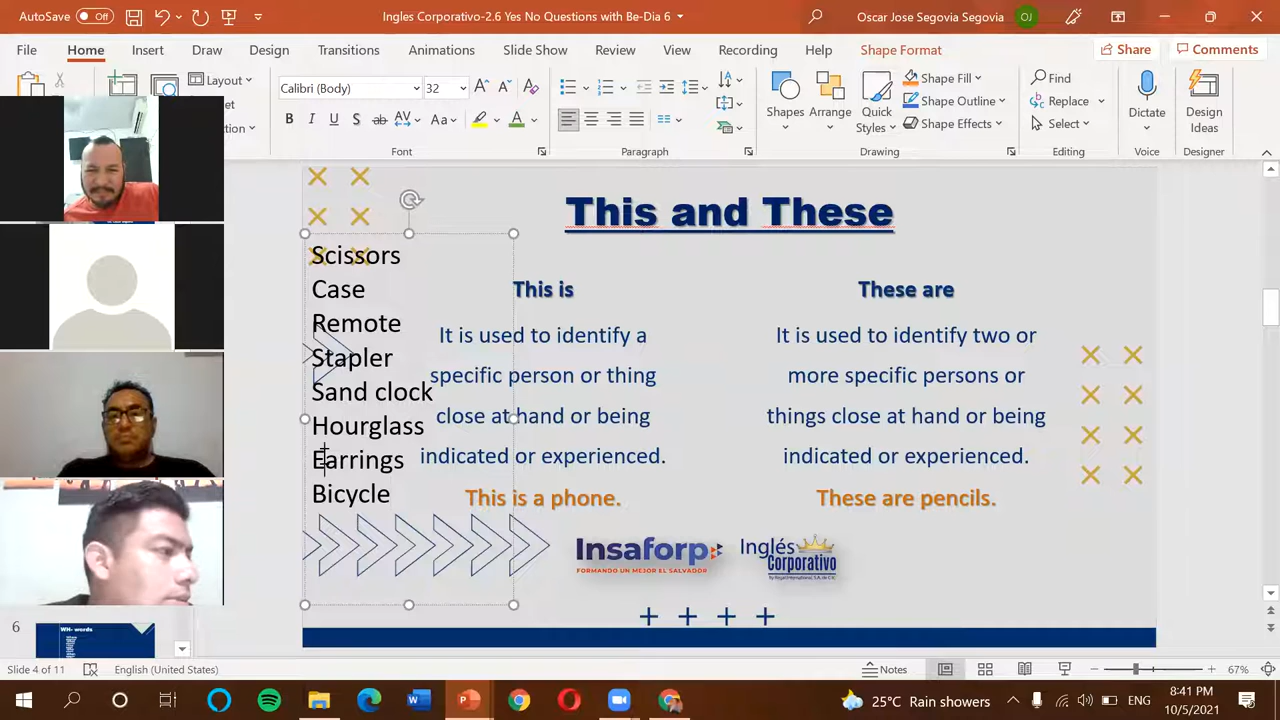 AutoSave Off
Ingles Corporativo-2.6 Yes No Questions with Be-Dia 6
Oscar Jose Segovia Segovia OJ
File Home Insert Draw Design Transitions Animations Slide Show Review View Recording Help Shape Format Share Comments
Layout
Calibri (Body) 32
Font
Paragraph
Shapes
Arrange
Quick Styles
Shape Fill
Shape Outline
Shape Effects
Drawing
Find
Replace
Select
Editing
Dictate
Voice
Design Ideas
Designer
This and These
Scissors
Case
Remote
Stapler
Sand clock
Hourglass
Earrings
Bicycle
This is
It is used to identify a
specific person or thing
close at hand or being
indicated or experienced.
This is a phone.
These are
It is used to identify two or
more specific persons or
things close at hand or being
indicated or experienced.
These are pencils.
Insaforp
FORMANDO UN MEJOR EL SALVADOR
Inglés
Corporativo
6
WH- words
Slide 4 of 11 English (United States) Notes 67%
25°C Rain showers ENG 8:41 PM
10/5/2021